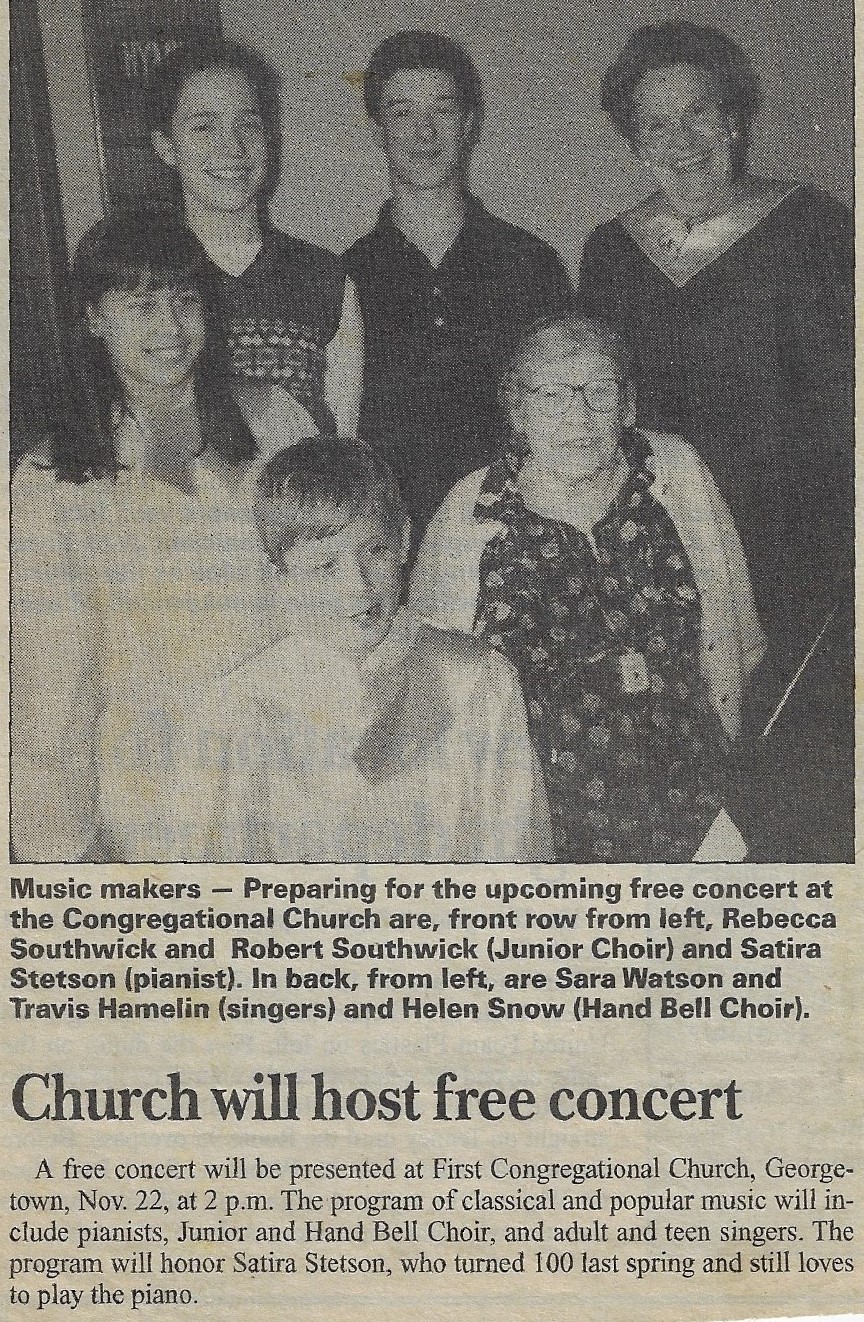 Music makers — Preparing for the upcoming free concert at
the Congregational Church are, front row from left, Rebecca
Southwick and Robert Southwick (Junior Choir) and Satira
Stetson (pianist). In back, from left, are Sara Watson and
Travis Hamelin (singers) and Helen Snow (Hand Bell Choir).
Church will host free concert
A free concert will be presented at First Congregational Church, George-
town, Nov. 22, at 2 p.m. The program of classical and popular music will in-
clude pianists, Junior and Hand Bell Choir, and adult and teen singers. The
program will honor Satira Stetson, who turned 100 last spring and still loves
to play the piano.